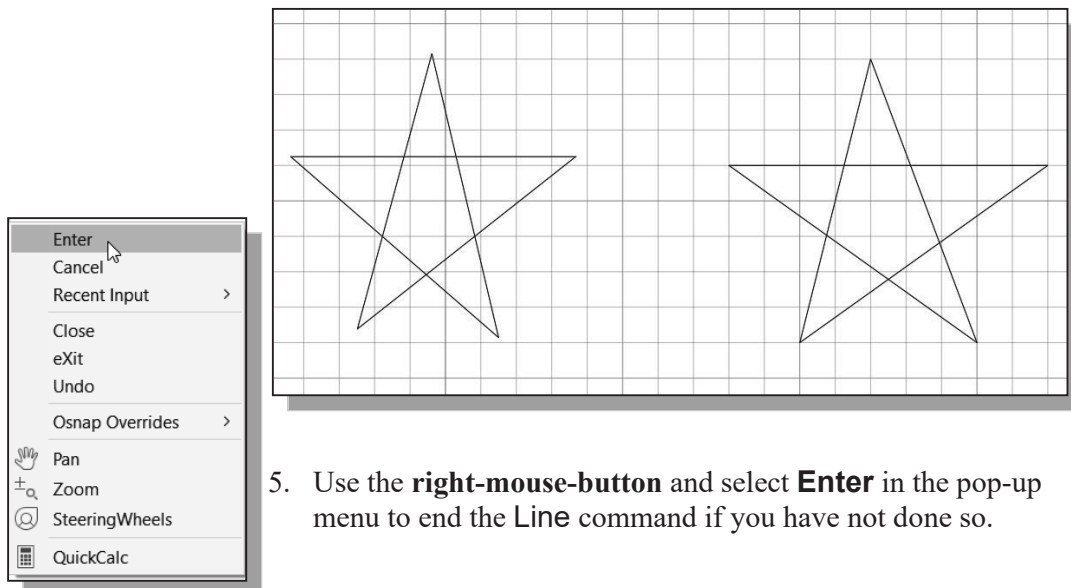 Enter
Cancel
Recent Input >
Close
eXit
Undo
Osnap Overrides >
Pan
Zoom
SteeringWheels
QuickCalc
5. Use the right-mouse-button and select Enter in the pop-up
menu to end the Line command if you have not done so.